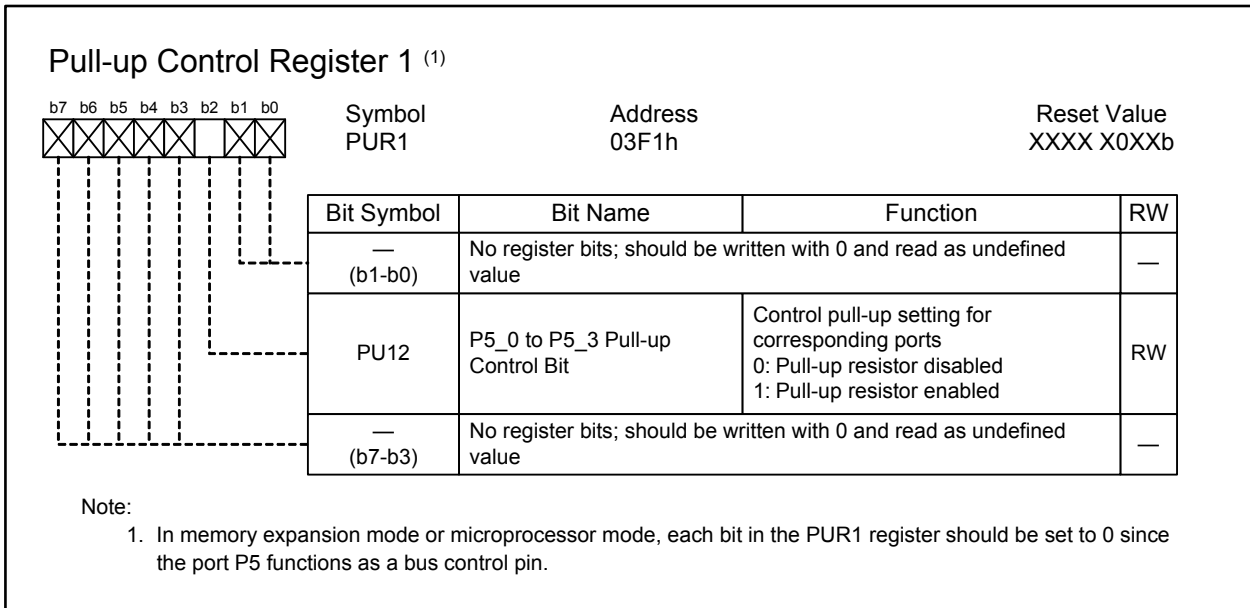 Pull-up Control Register 1 (1)
b7 b6 b5 b4 b3 b2 b1 b0
Symbol Address Reset Value
PUR1 03F1h XXXX X0XXb
Bit Symbol Bit Name Function RW
—
(b1-b0)
No register bits; should be written with 0 and read as undefined
value
—
PU12
P5_0 to P5_3 Pull-up
Control Bit
Control pull-up setting for
corresponding ports
0: Pull-up resistor disabled
1: Pull-up resistor enabled
RW
—
(b7-b3)
No register bits; should be written with 0 and read as undefined
value
—
Note:
1. In memory expansion mode or microprocessor mode, each bit in the PUR1 register should be set to 0 since
the port P5 functions as a bus control pin.